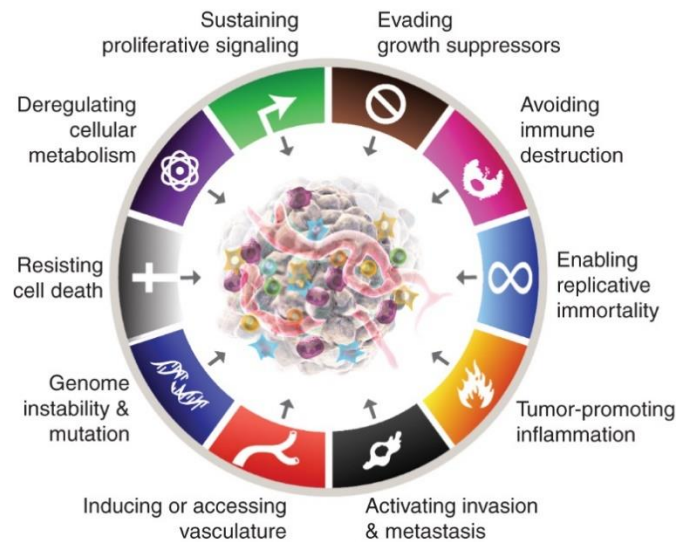 Sustaining
proliferative signaling
Evading
growth suppressors
Avoiding
immune
destruction
Enabling
replicative
immortality
Tumor-promoting
inflammation
Activating invasion
& metastasis
Inducing or accessing
vasculature
Genome
instability &
mutation
Resisting
cell death
Deregulating
cellular
metabolism